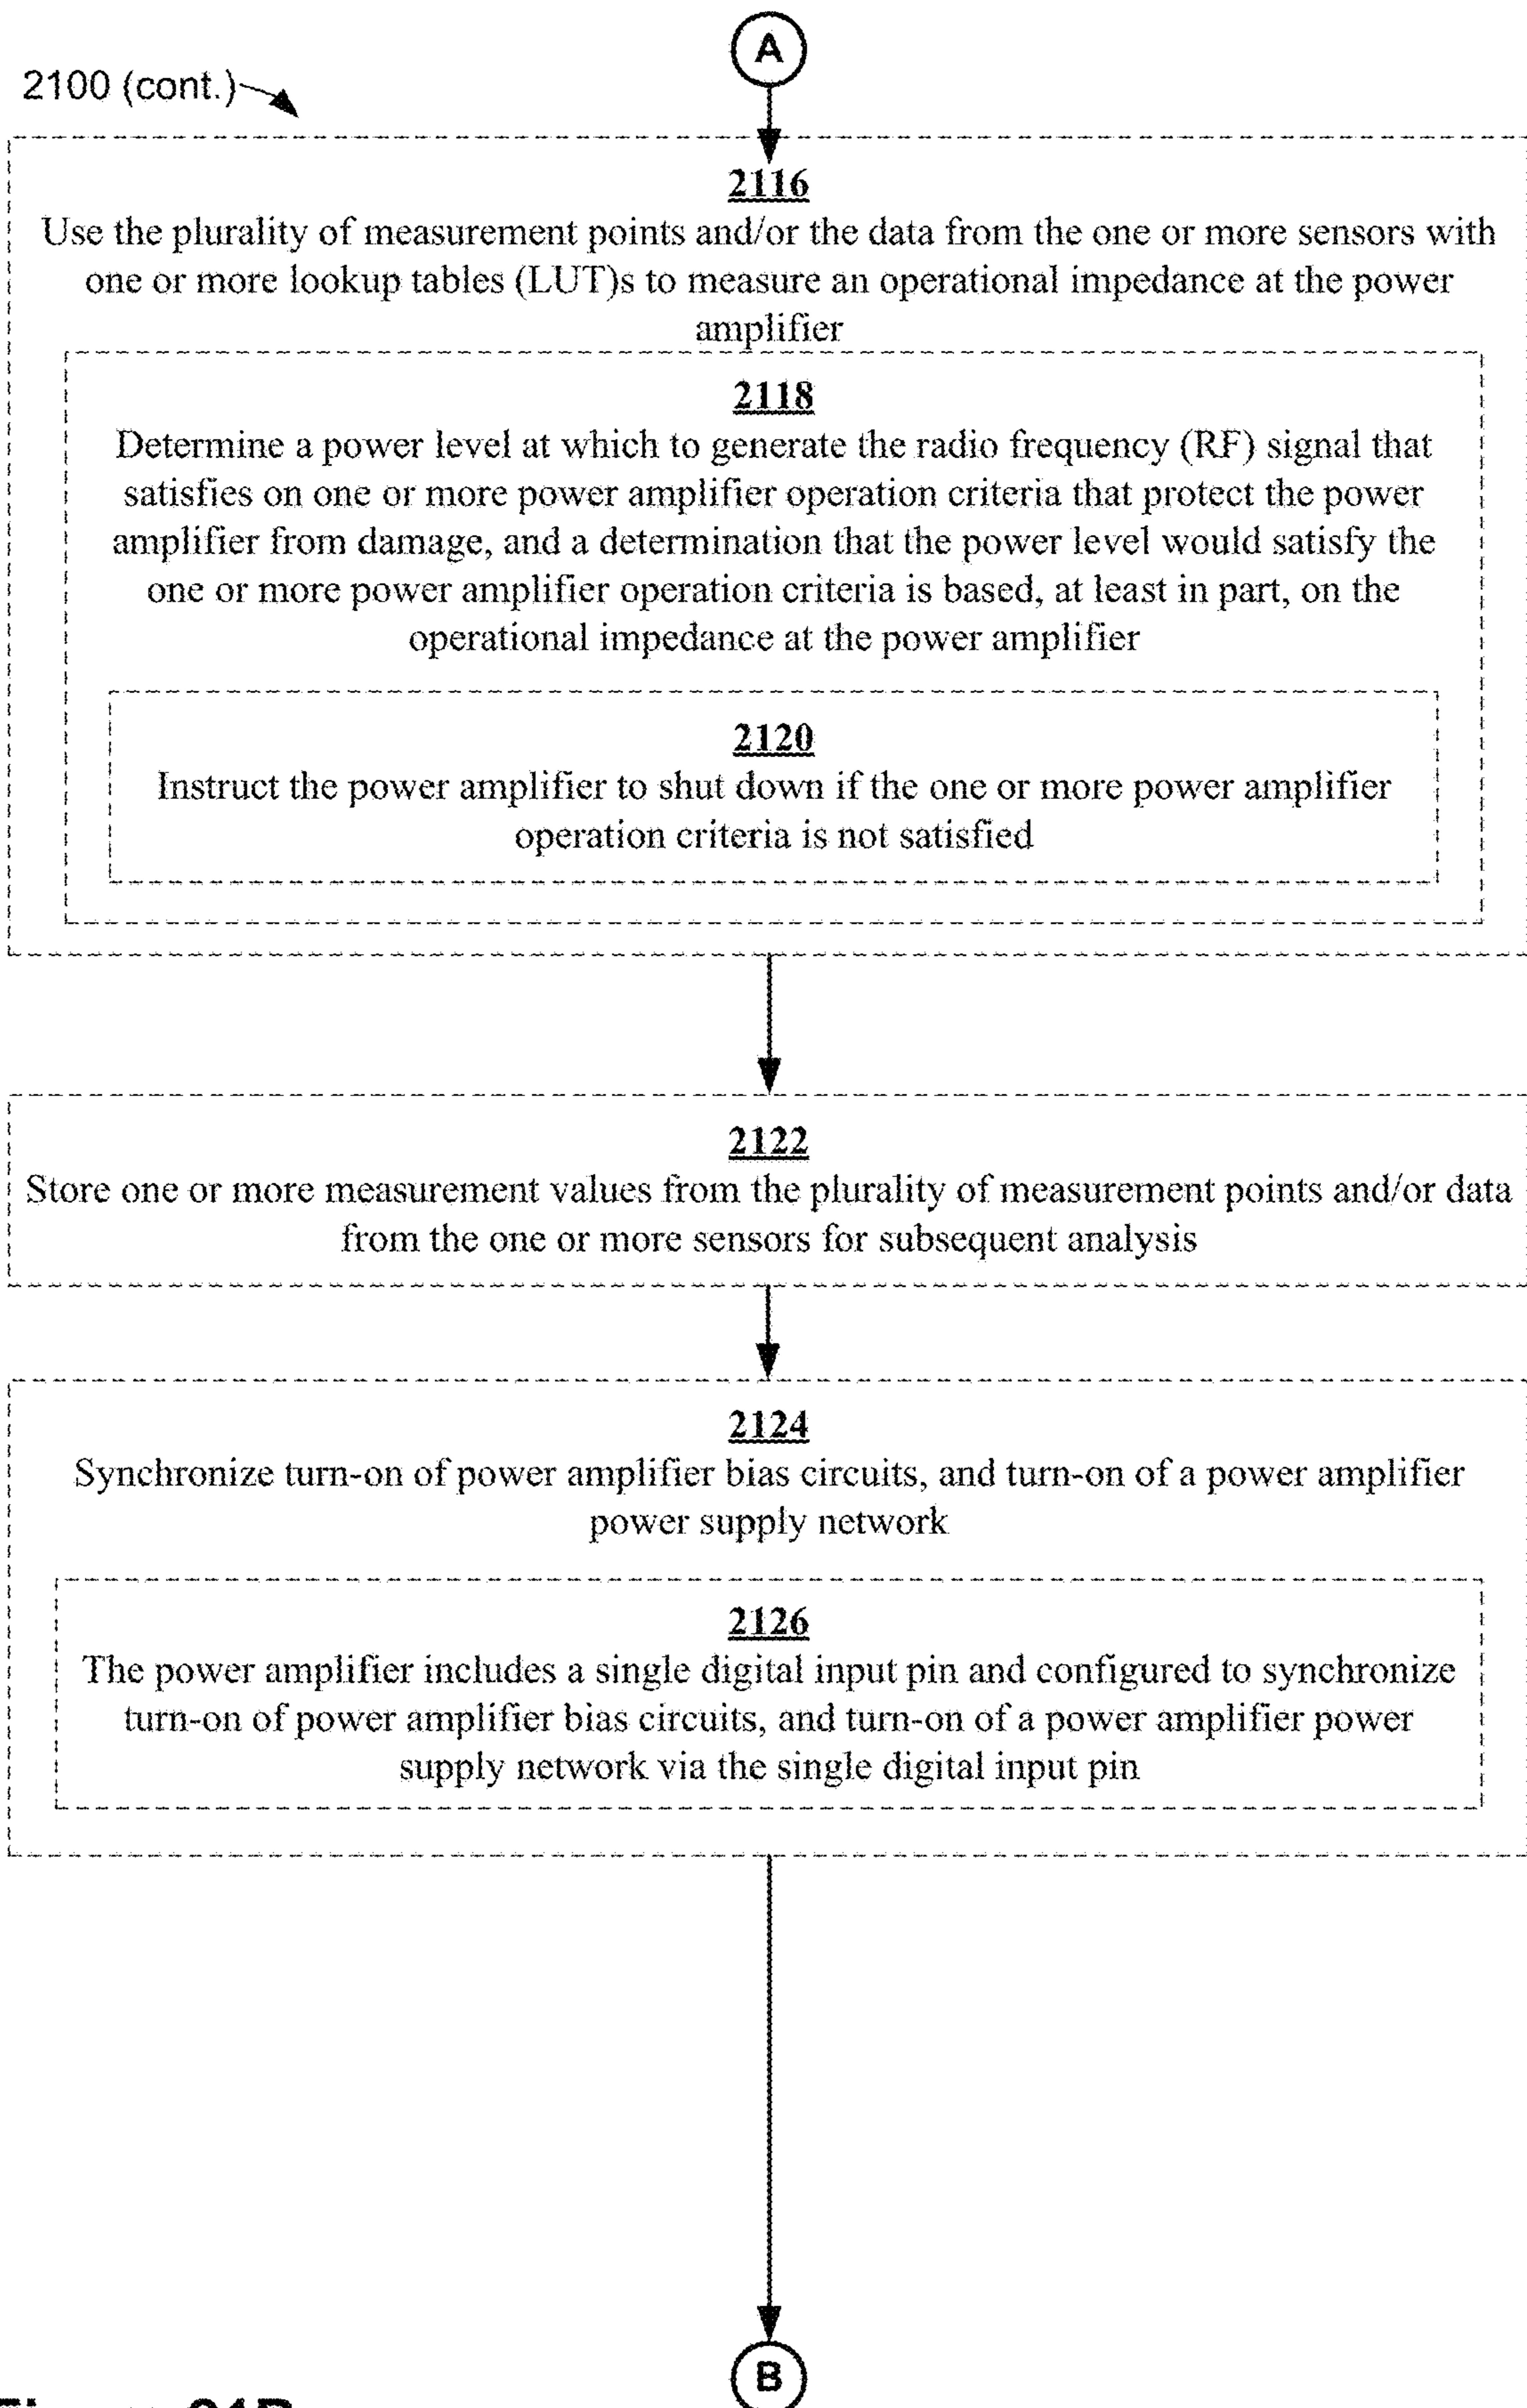 A
2100 (cont.)
2116
Use the plurality of measurement points and/or the data from the one or more sensors with
one or more lookup tables (LUT)s to measure an operational impedance at the power
amplifier
2118
Determine a power level at which to generate the radio frequency (RF) signal that
satisfies on one or more power amplifier operation criteria that protect the power
amplifier from damage, and a determination that the power level would satisfy the
one or more power amplifier operation criteria is based, at least in part, on the
operational impedance at the power amplifier
2120
Instruct the power amplifier to shut down if the one or more power amplifier
operation criteria is not satisfied
2122
Store one or more measurement values from the plurality of measurement points and/or data
from the one or more sensors for subsequent analysis
2124
Synchronize turn-on of power amplifier bias circuits, and turn-on of a power amplifier
power supply network
2126
The power amplifier includes a single digital input pin and configured to synchronize
turn-on of power amplifier bias circuits, and turn-on of a power amplifier power
supply network via the single digital input pin
B